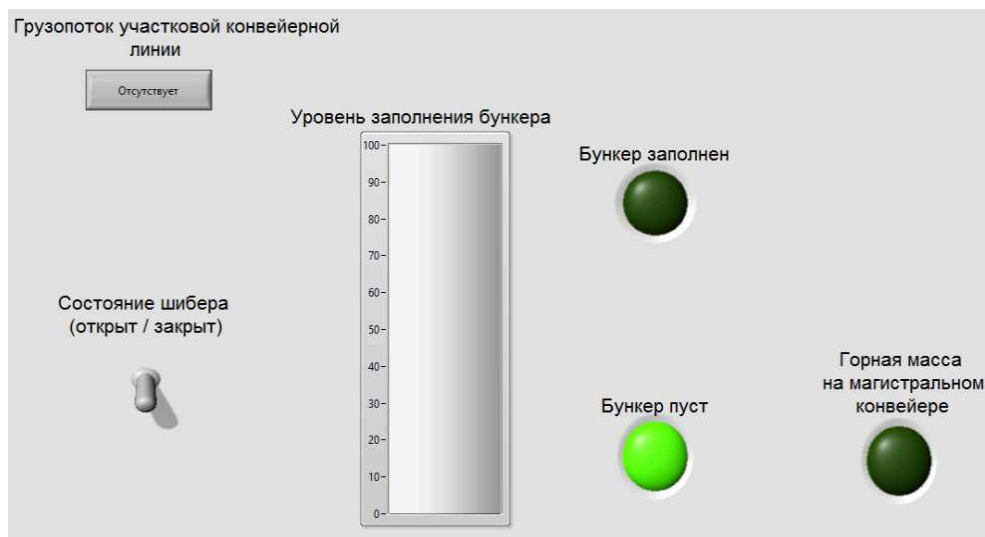 Грузопоток участковой конвейерной
линии
Отсутствует
Уровень заполнения бункера
100
90
80
70
60
50
40
30
20
10
0
Бункер заполнен
Состояние шибера
(открыт / закрыт)
Бункер пуст
Горная масса
на магистральном
конвейере